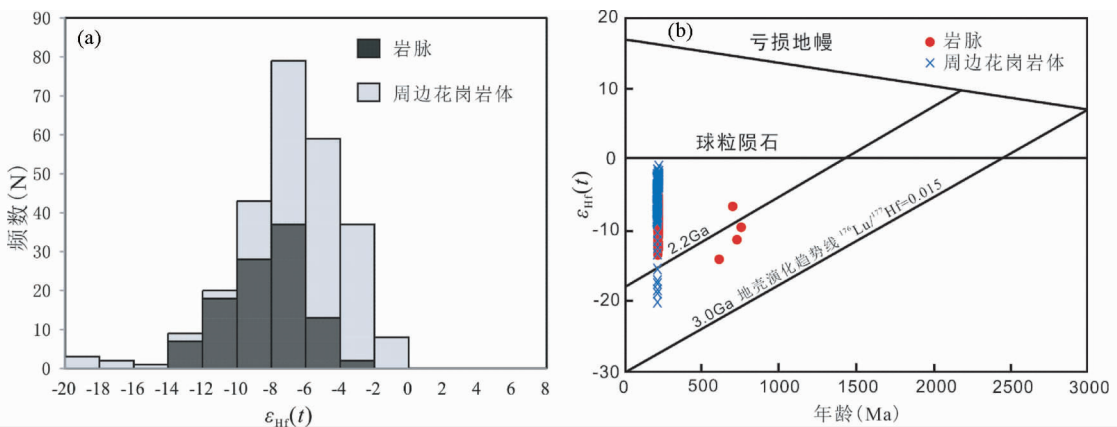 (a)
岩脉
周边花岗岩体
频数(N)
90
80
70
60
50
40
30
20
10
0
-20 -18 -16 -14 -12 -10 -8 -6 -4 -2 0 2 4 6 8
εHf(t)
(b)
亏损地幔
岩脉
周边花岗岩体
球粒陨石
2.2Ga
3.0Ga 地壳演化趋势线 ¹⁷⁶Lu/¹⁷⁷Hf=0.015
εHf(t)
20
10
0
-10
-20
-30
0 500 1000 1500 2000 2500 3000
年龄(Ma)